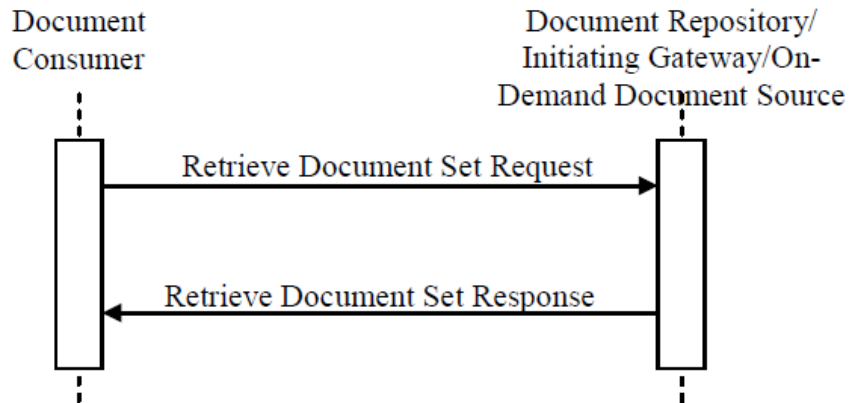 Document
Consumer
Document Repository/
Initiating Gateway/On-
Demand Document Source
Retrieve Document Set Request
Retrieve Document Set Response